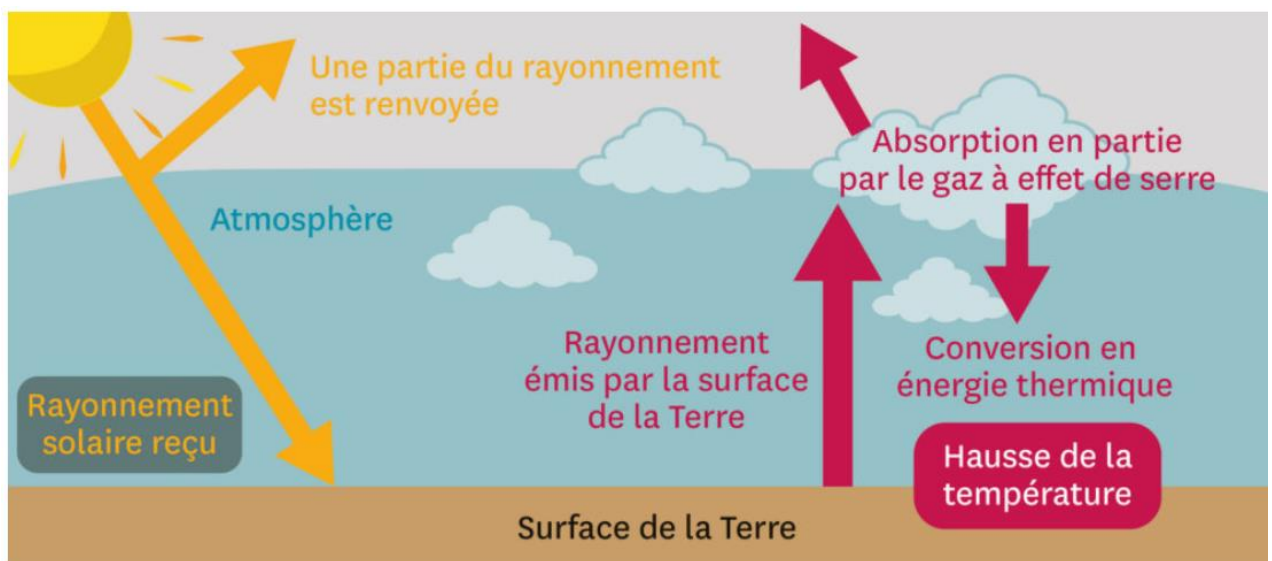 Une partie du rayonnement
est renvoyée
Atmosphère
Rayonnement
solaire reçu
Absorption en partie
par le gaz à effet de serre
Rayonnement
émis par la surface
de la Terre
Conversion en
énergie thermique
Hausse de la
température
Surface de la Terre